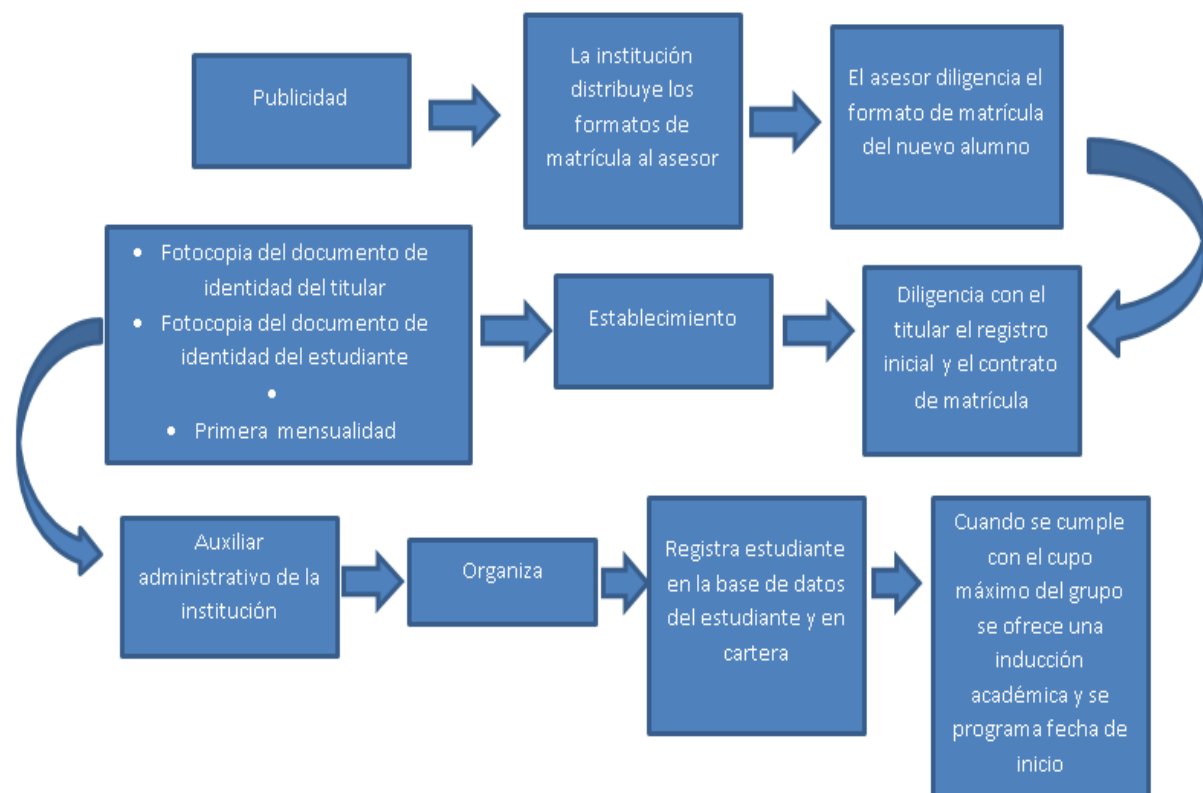 Publicidad
La institución
distribuye los
formatos de
matrícula al asesor
El asesor diligencia el
formato de matrícula
del nuevo alumno
• Fotocopia del documento de
identidad del titular
• Fotocopia del documento de
identidad del estudiante
•
• Primera mensualidad
Establecimiento
Diligencia con el
titular el registro
inicial y el contrato
de matrícula
Auxiliar
administrativo de la
institución
Organiza
Registra estudiante
en la base de datos
del estudiante y en
cartera
Cuando se cumple
con el cupo
máximo del grupo
se ofrece una
inducción
académica y se
programa fecha de
inicio